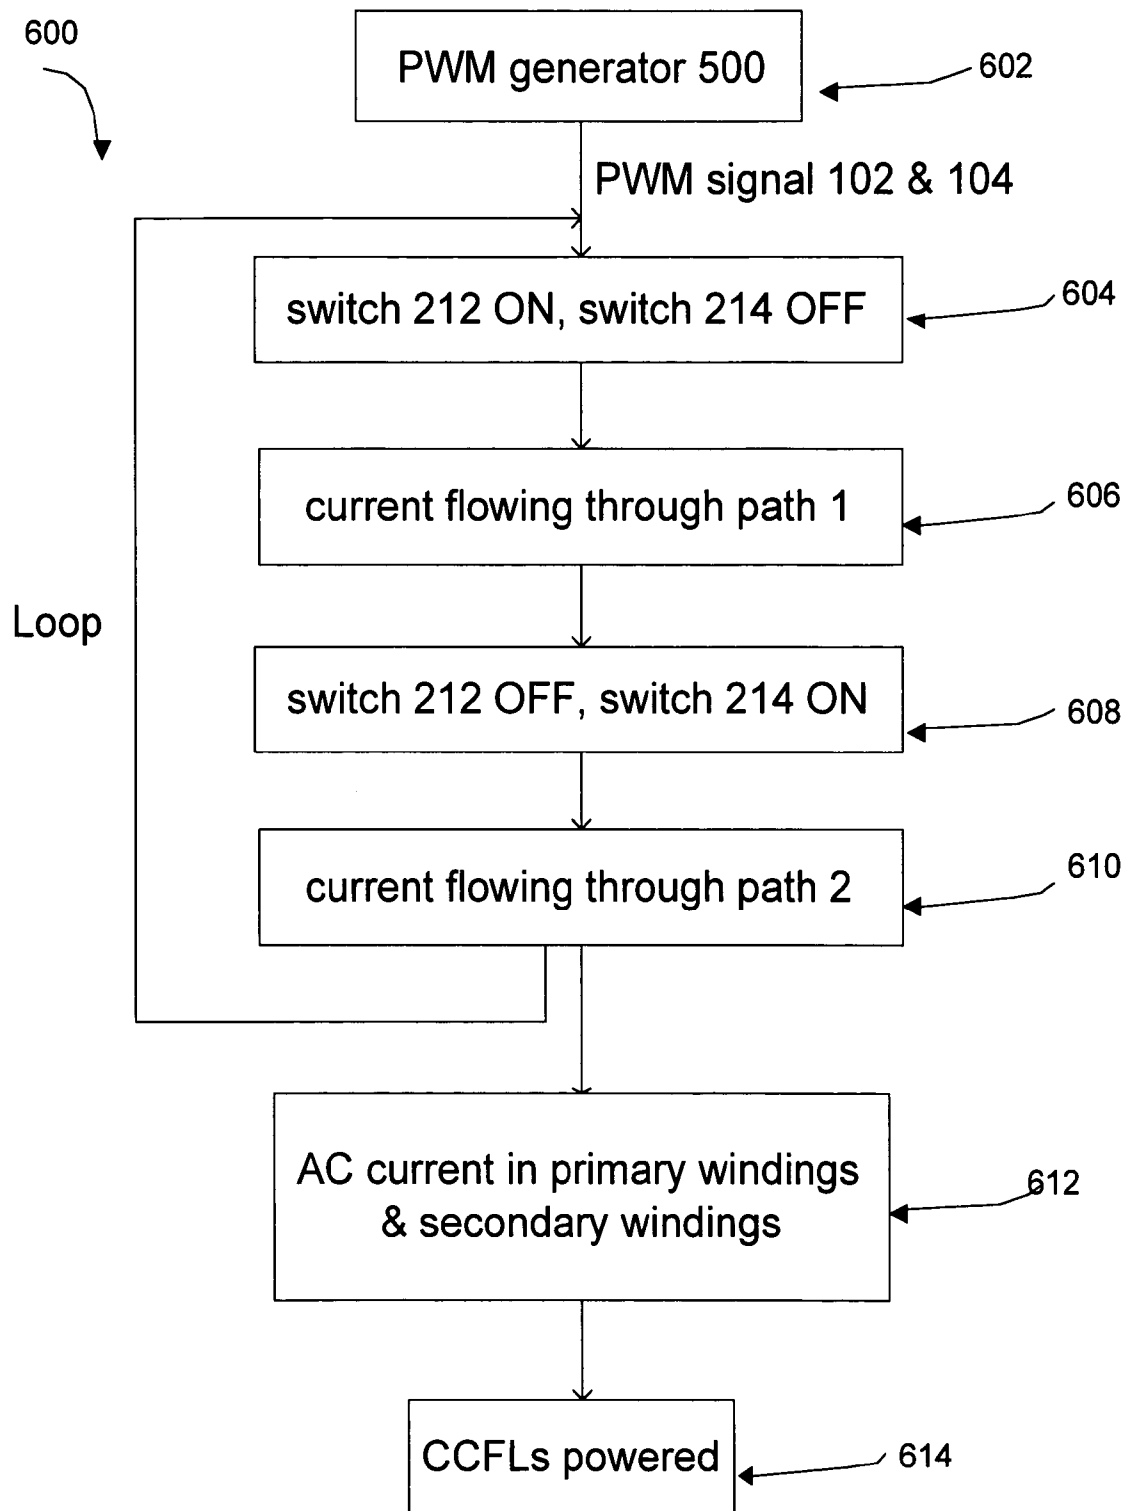 600
PWM generator 500
602
PWM signal 102 & 104
switch 212 ON, switch 214 OFF
604
current flowing through path 1
606
Loop
switch 212 OFF, switch 214 ON
608
current flowing through path 2
610
AC current in primary windings
& secondary windings
612
CCFLs powered
614